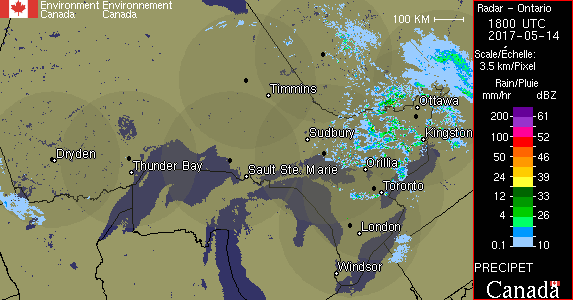 Environment Environnement
Canada Canada
100 KM
Timmins
Ottawa
Sudbury
Kingston
Dryden
Thunder Bay
Sault Ste. Marie
Orillia
Toronto
London
Windsor
Radar - Ontario
1800 UTC
2017-05-14
Scale/Échelle:
3.5 km/Pixel
Rain/Pluie
mm/hr dBZ
200 61
100 52
50 46
24 39
12 33
4 26
0.1 10
PRECIPET
Canada